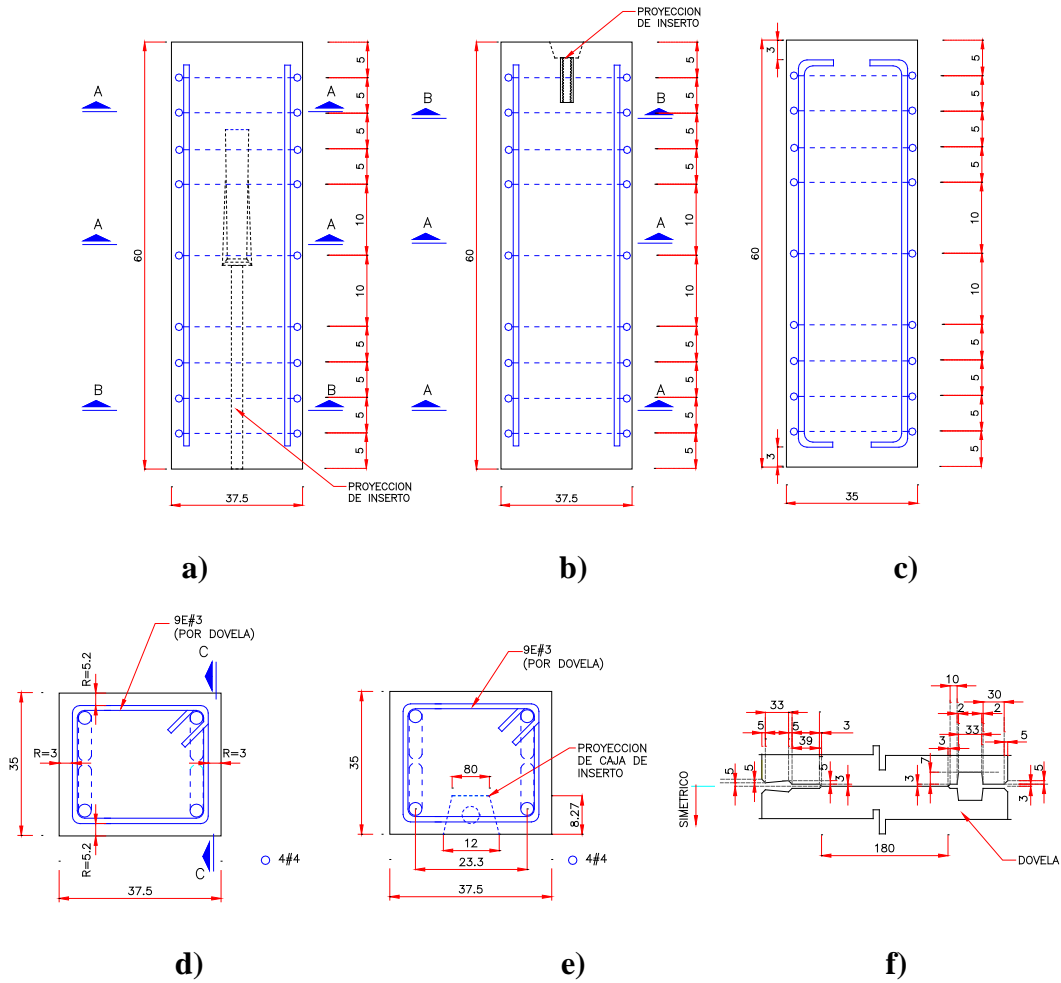 PROYECCION
DE INSERTO
5
5
5
5
10
10
5
5
5
5
60
A
A
A
A
B
B
PROYECCION
DE INSERTO
37.5
a)
PROYECCION
DE INSERTO
5
5
5
5
10
10
5
5
5
5
60
B
B
A
A
A
A
37.5
b)
3
5
5
5
5
10
10
5
5
5
5
60
3
35
c)
9E#3
(POR DOVELA)
C
R=5.2
35
R=3
R=3
R=5.2
C
4#4
37.5
d)
9E#3
(POR DOVELA)
35
PROYECCION
DE CAJA DE
INSERTO
80
8.27
12
23.3
4#4
37.5
e)
10
30
33
2
2
5
5
3
33
39
3
5
7
5
5
5
3
3
5
3
SIMETRICO
180
DOVELA
f)